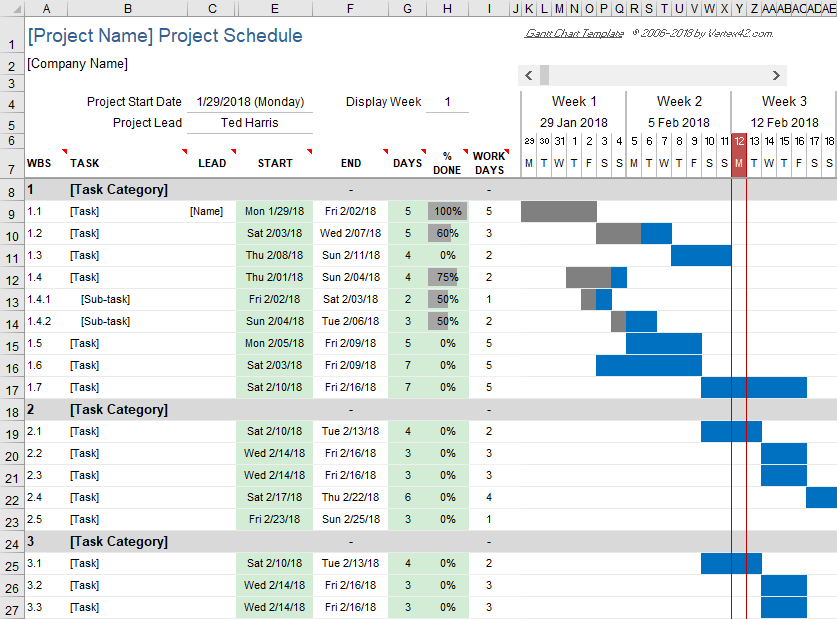 A B C E F G H I J K L M N O P Q R S T U V W X Y Z AA AB AC AD AE
1 [Project Name] Project Schedule Gantt Chart Template © 2006-2018 by Vertex42.com.
2 [Company Name]
3
4 Project Start Date 1/29/2018 (Monday) Display Week 1 Week 1 Week 2 Week 3
5 Project Lead Ted Harris 29 Jan 2018 5 Feb 2018 12 Feb 2018
6 29 30 31 1 2 3 4 5 6 7 8 9 10 11 12 13 14 15 16 17 18
7 WBS TASK LEAD START END DAYS % DONE WORK DAYS M T W T F S S M T W T F S S M T W T F S S
8 1 [Task Category] - -
9 1.1 [Task] [Name] Mon 1/29/18 Fri 2/02/18 5 100% 5
10 1.2 [Task] Sat 2/03/18 Wed 2/07/18 5 60% 3
11 1.3 [Task] Thu 2/08/18 Sun 2/11/18 4 0% 2
12 1.4 [Task] Thu 2/01/18 Sun 2/04/18 4 75% 2
13 1.4.1 [Sub-task] Fri 2/02/18 Sat 2/03/18 2 50% 1
14 1.4.2 [Sub-task] Sun 2/04/18 Tue 2/06/18 3 50% 2
15 1.5 [Task] Mon 2/05/18 Fri 2/09/18 5 0% 5
16 1.6 [Task] Sat 2/03/18 Fri 2/09/18 7 0% 5
17 1.7 [Task] Sat 2/10/18 Fri 2/16/18 7 0% 5
18 2 [Task Category] - -
19 2.1 [Task] Sat 2/10/18 Tue 2/13/18 4 0% 2
20 2.2 [Task] Wed 2/14/18 Fri 2/16/18 3 0% 3
21 2.3 [Task] Wed 2/14/18 Fri 2/16/18 3 0% 3
22 2.4 [Task] Sat 2/17/18 Thu 2/22/18 6 0% 4
23 2.5 [Task] Fri 2/23/18 Sun 2/25/18 3 0% 1
24 3 [Task Category] - -
25 3.1 [Task] Sat 2/10/18 Tue 2/13/18 4 0% 2
26 3.2 [Task] Wed 2/14/18 Fri 2/16/18 3 0% 3
27 3.3 [Task] Wed 2/14/18 Fri 2/16/18 3 0% 3